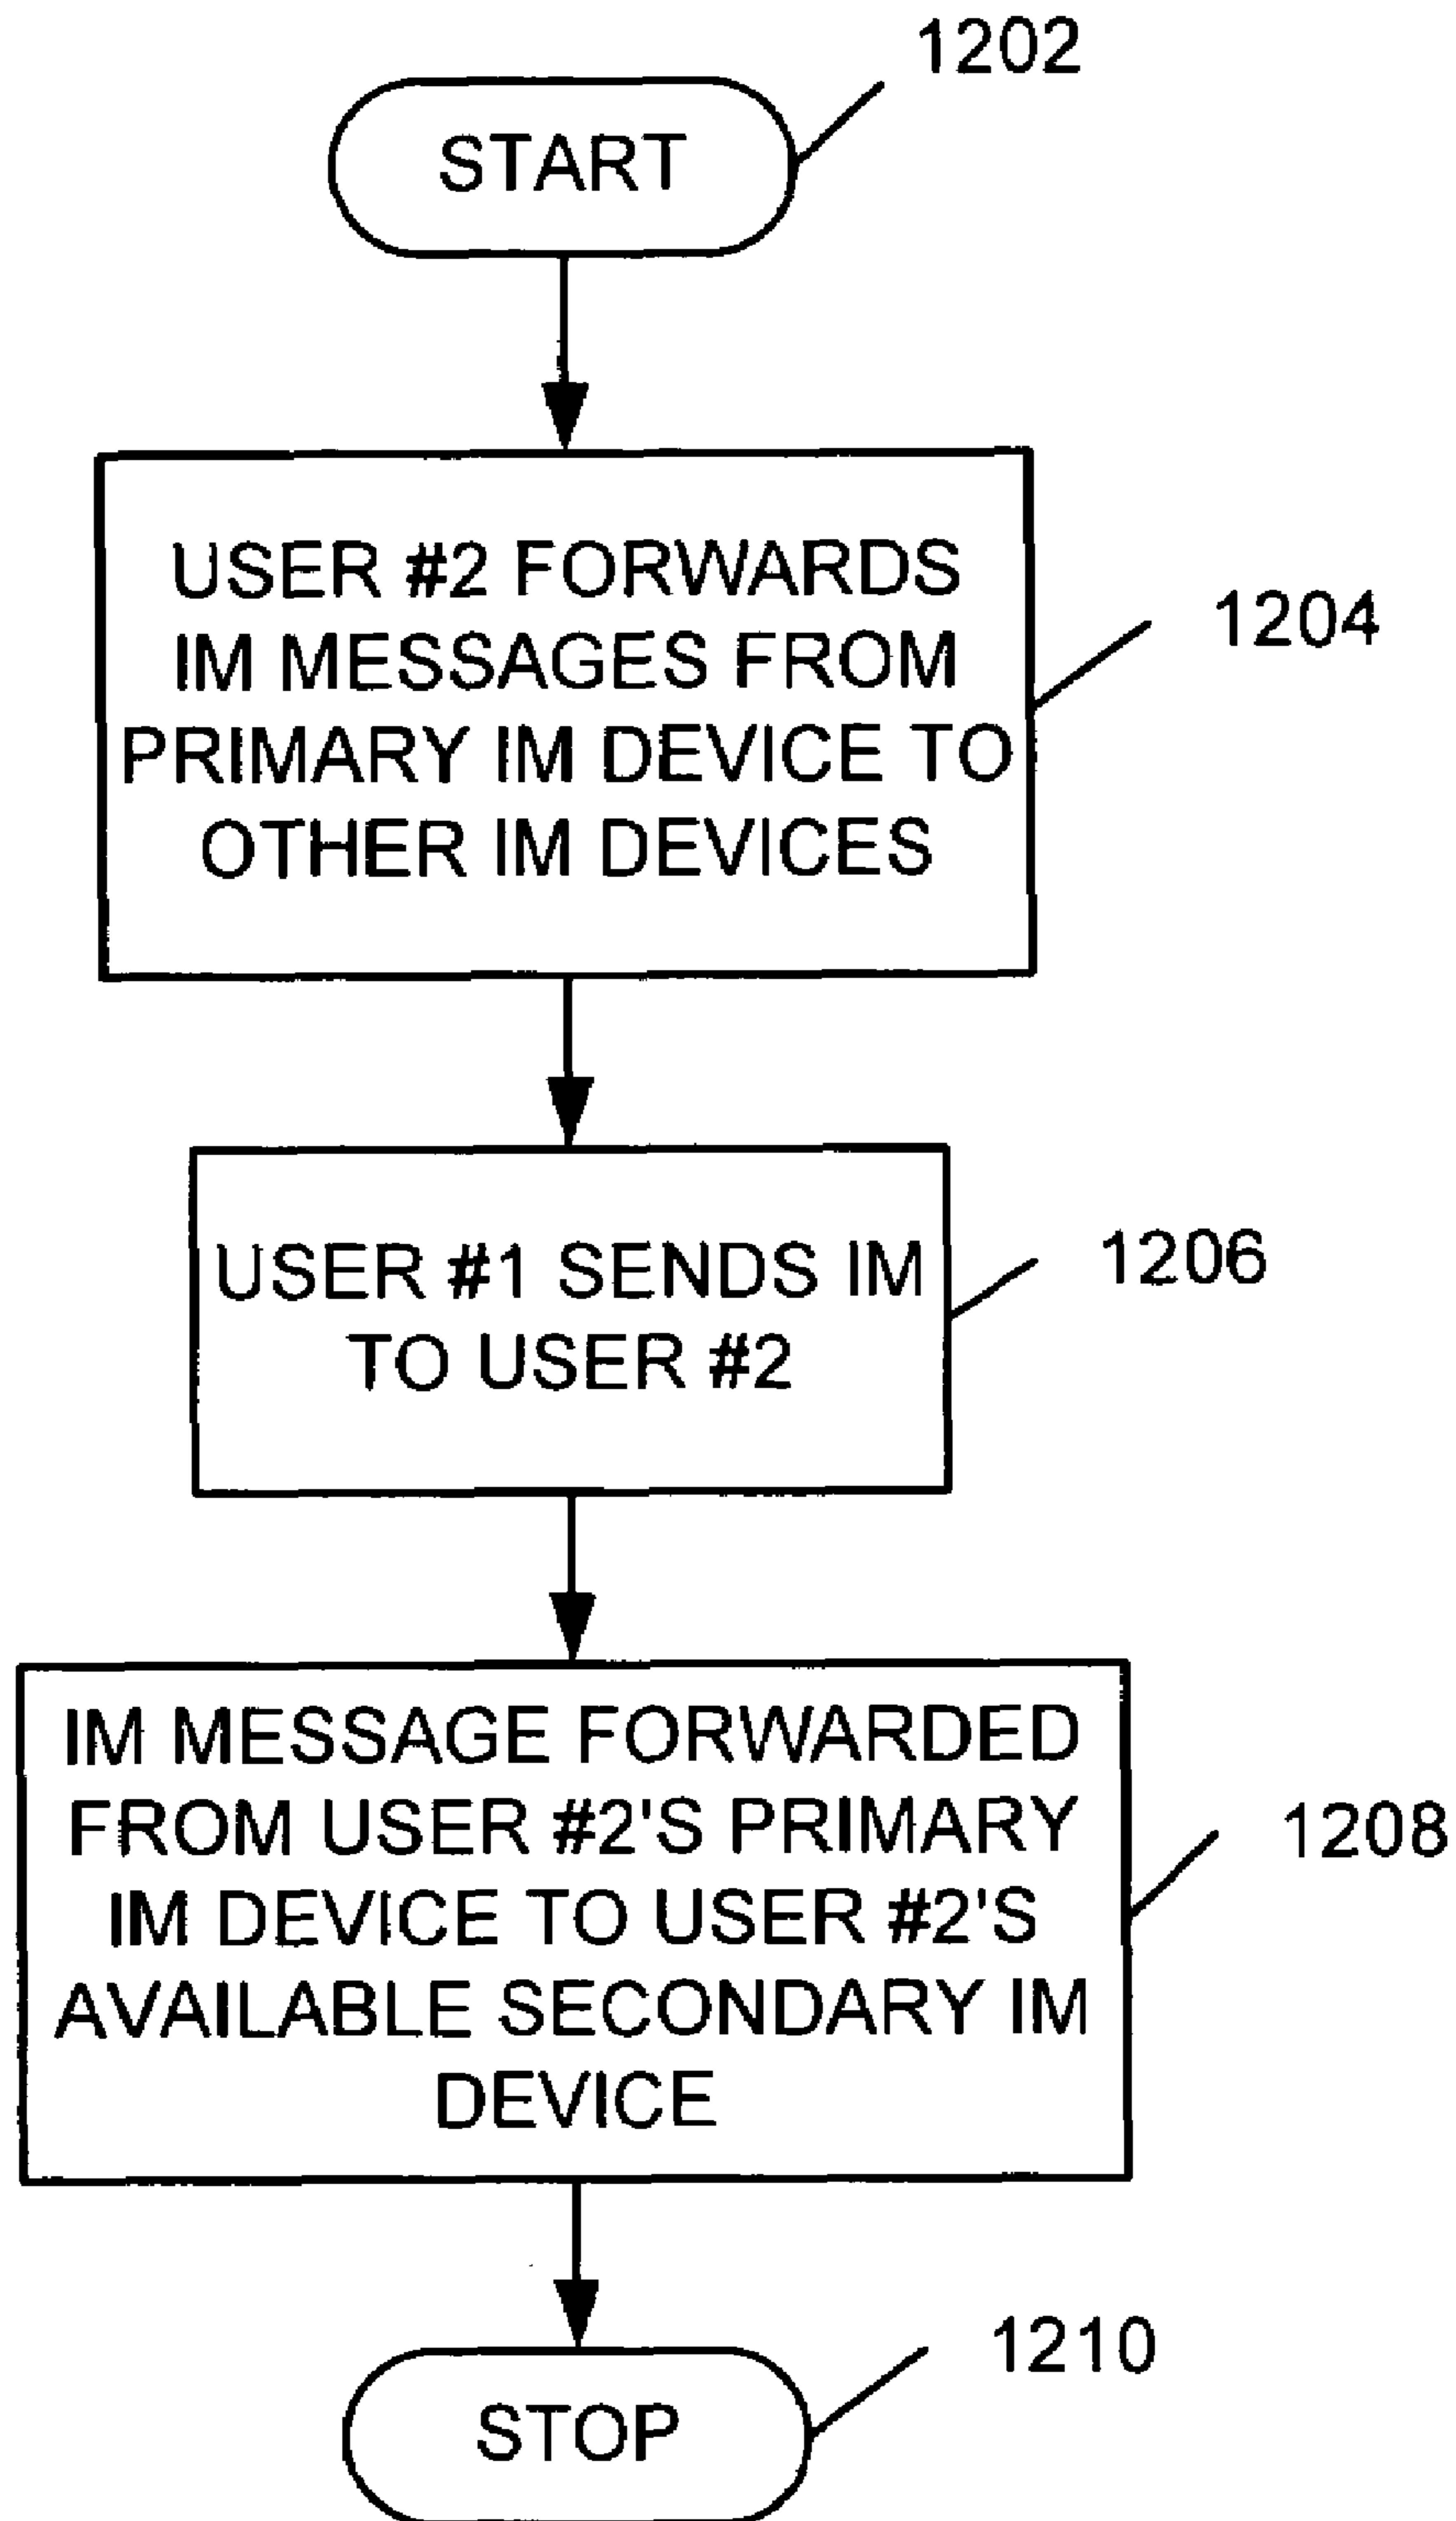 1202
START
USER #2 FORWARDS
IM MESSAGES FROM
PRIMARY IM DEVICE TO
OTHER IM DEVICES
1204
USER #1 SENDS IM
TO USER #2
1206
IM MESSAGE FORWARDED
FROM USER #2'S PRIMARY
IM DEVICE TO USER #2'S
AVAILABLE SECONDARY IM
DEVICE
1208
1210
STOP